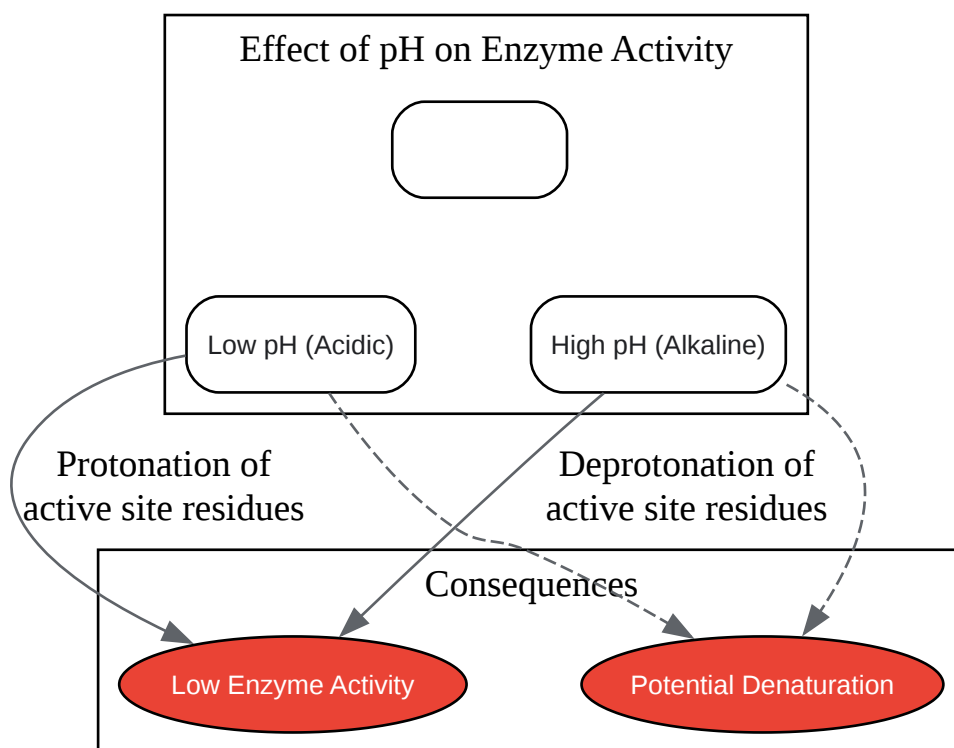 Effect of pH on Enzyme Activity
Low pH (Acidic)
High pH (Alkaline)
Protonation of
active site residues
Deprotonation of
active site residues
Consequences
Low Enzyme Activity
Potential Denaturation